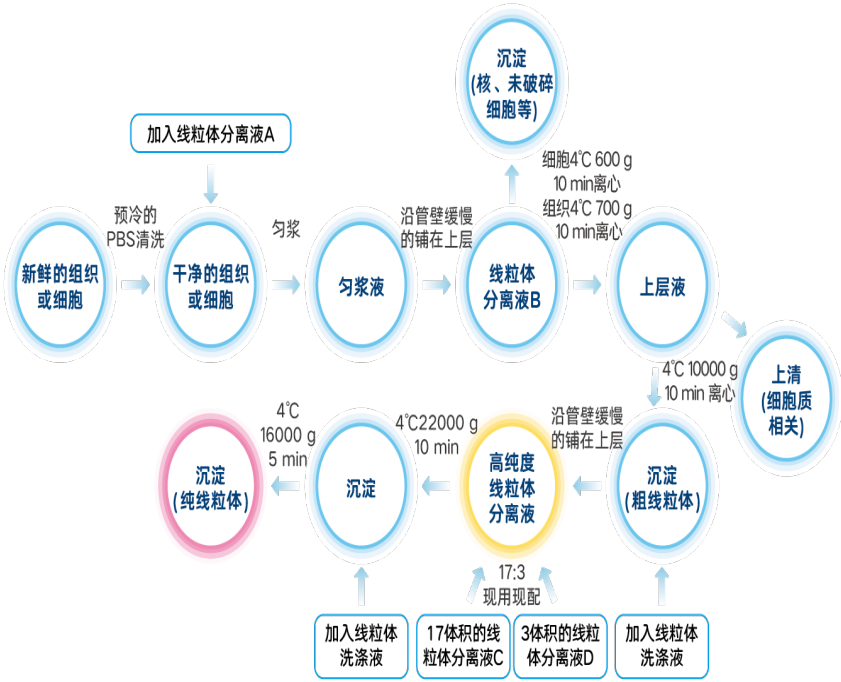 沉淀
(核、未破碎
细胞等)
加入线粒体分离液A
细胞4℃ 600 g
10 min离心
组织4℃ 700 g
10 min离心
预冷的
PBS清洗
匀浆
沿管壁缓慢
的铺在上层
新鲜的组织
或细胞
干净的组织
或细胞
匀浆液
线粒体
分离液B
上层液
4℃ 10000 g
10 min 离心
上清
(细胞质
相关)
4℃
16000 g
5 min
4℃22000 g
10 min
沿管壁缓慢
的铺在上层
沉淀
(纯线粒体)
沉淀
高纯度
线粒体
分离液
沉淀
(粗线粒体)
17:3
现用现配
加入线粒体
洗涤液
17体积的线
粒体分离液C
3体积的线粒
体分离液D
加入线粒体
洗涤液